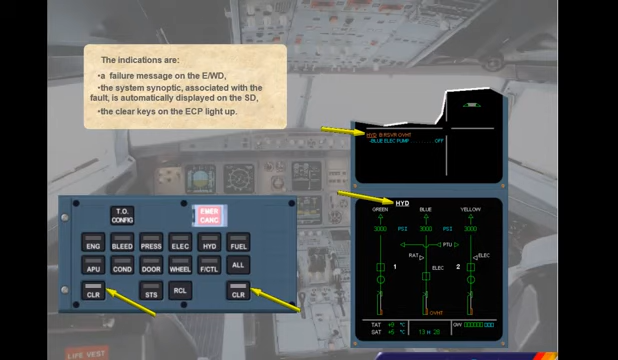 The indications are:
•a failure message on the E/WD,
•the system synoptic, associated with the
fault, is automatically displayed on the SD,
•the clear keys on the ECP light up.
HYD B RSVR OVHT
-BLUE ELEC PUMP.........OFF
T.O.
CONFIG
EMER
CANC
ENG BLEED PRESS ELEC HYD FUEL
APU COND DOOR WHEEL F/CTL ALL
CLR STS RCL CLR
HYD
GREEN BLUE YELLOW
3000 PSI 3000 PSI 3000
PTU
RAT ELEC
1 ELEC 2
OVHT
TAT +9 °C
SAT +6 °C 13 H 28
GW
LIFE VEST